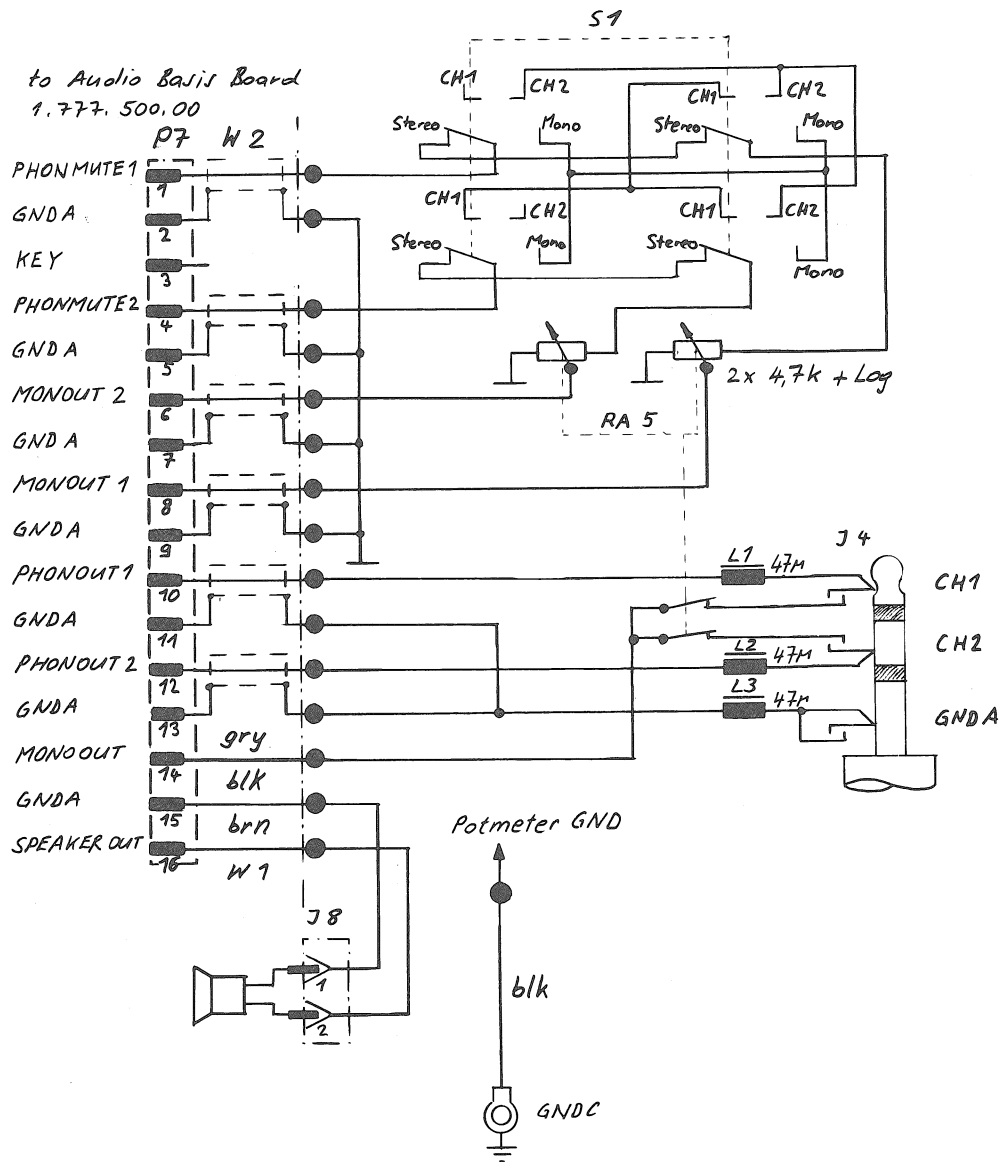 S1
to Audio Basis Board
1.777.500.00
P7 W2
CH1 CH2 CH1 CH2
Stereo Mono Stereo Mono
PHONMUTE1 1
CH1 CH2 CH1 CH2
GNDA 2
Stereo Mono Stereo Mono
KEY 3
PHONMUTE2 4
GNDA 5
2x 4,7k + Log
MONOUT 2 6
RA 5
GNDA 7
MONOUT 1 8
GNDA 9
J4
PHONOUT1 10
L1 47µ
CH1
GNDA 11
CH2
PHONOUT2 12
L2 47µ
GNDA 13
L3 47µ
GNDA
MONOOUT 14
gry
GNDA 15
blk
SPEAKER OUT 16
brn
W1
Potmeter GND
J8
1
2
blk
GNDC